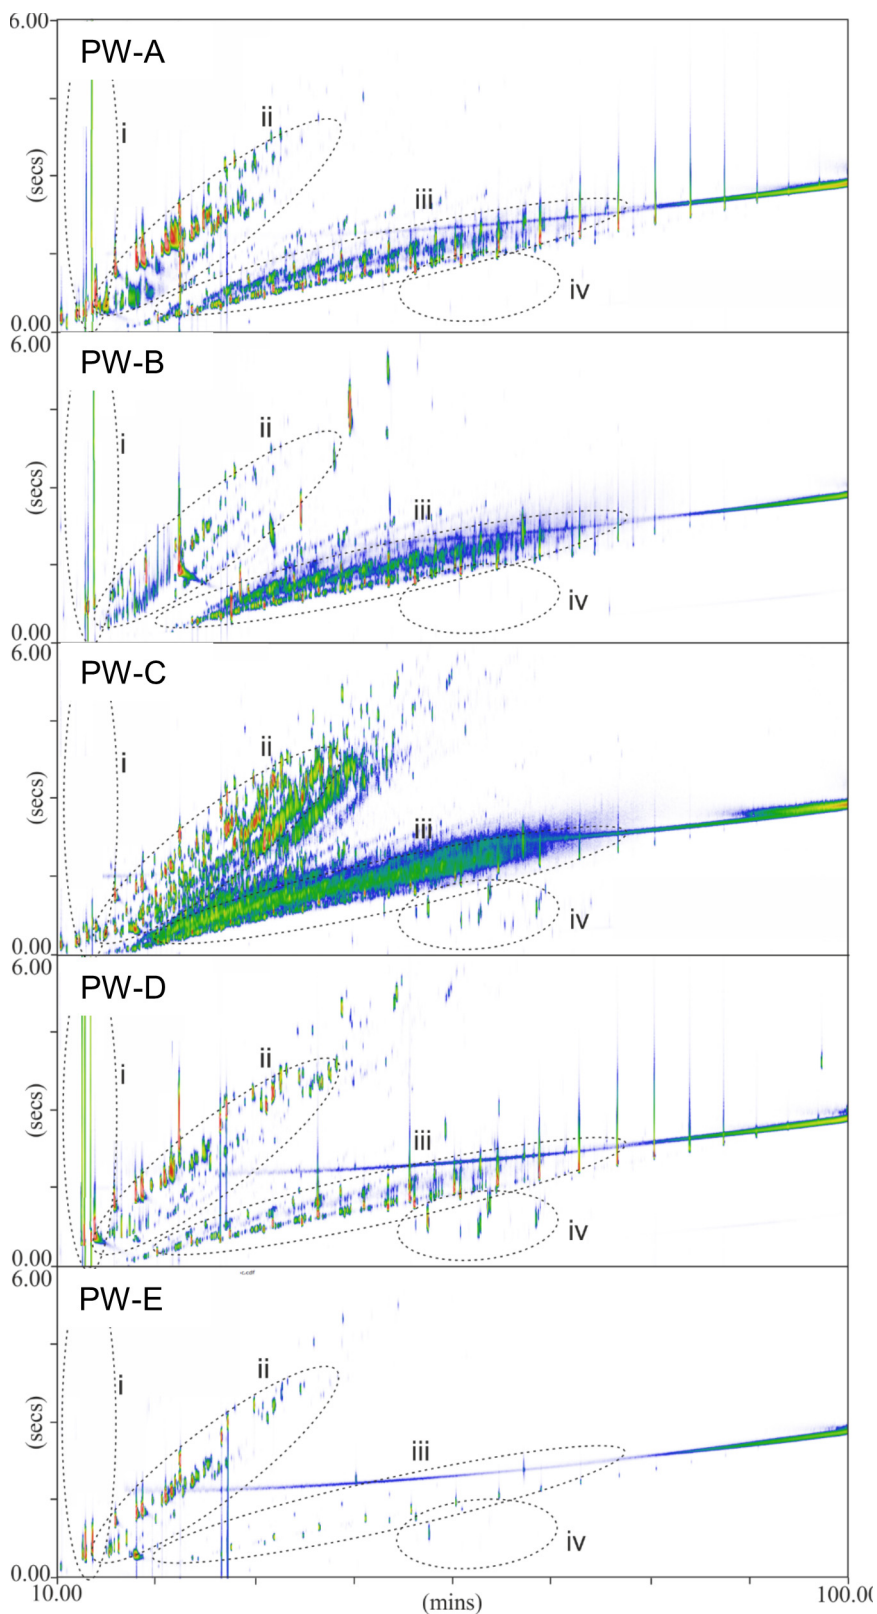 6.00
PW-A
i
ii
iii
iv
(secs)
0.00
6.00
PW-B
i
ii
iii
iv
(secs)
0.00
6.00
PW-C
i
ii
iii
iv
(secs)
0.00
6.00
PW-D
i
ii
iii
iv
(secs)
0.00
6.00
PW-E
i
ii
iii
iv
(secs)
0.00
10.00
(mins)
100.00